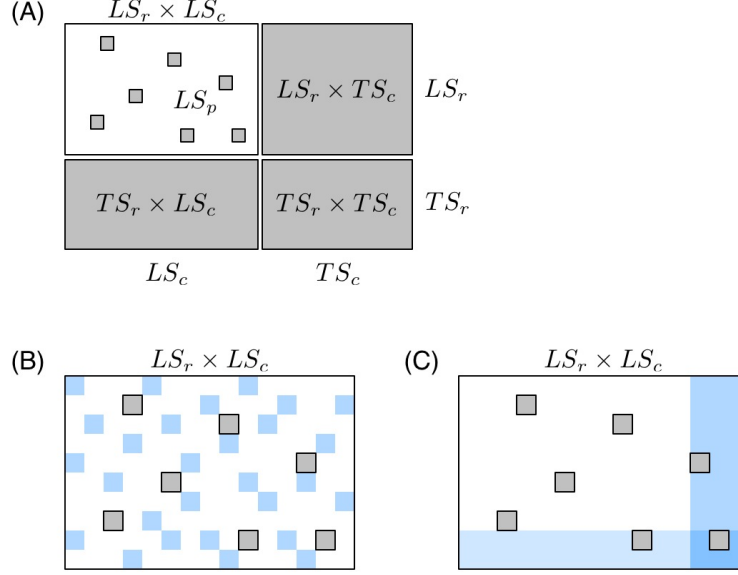 (A)
LS_r × LS_c
LS_p
LS_r × TS_c
LS_r
TS_r × LS_c
TS_r × TS_c
TS_r
LS_c
TS_c
(B)
LS_r × LS_c
(C)
LS_r × LS_c